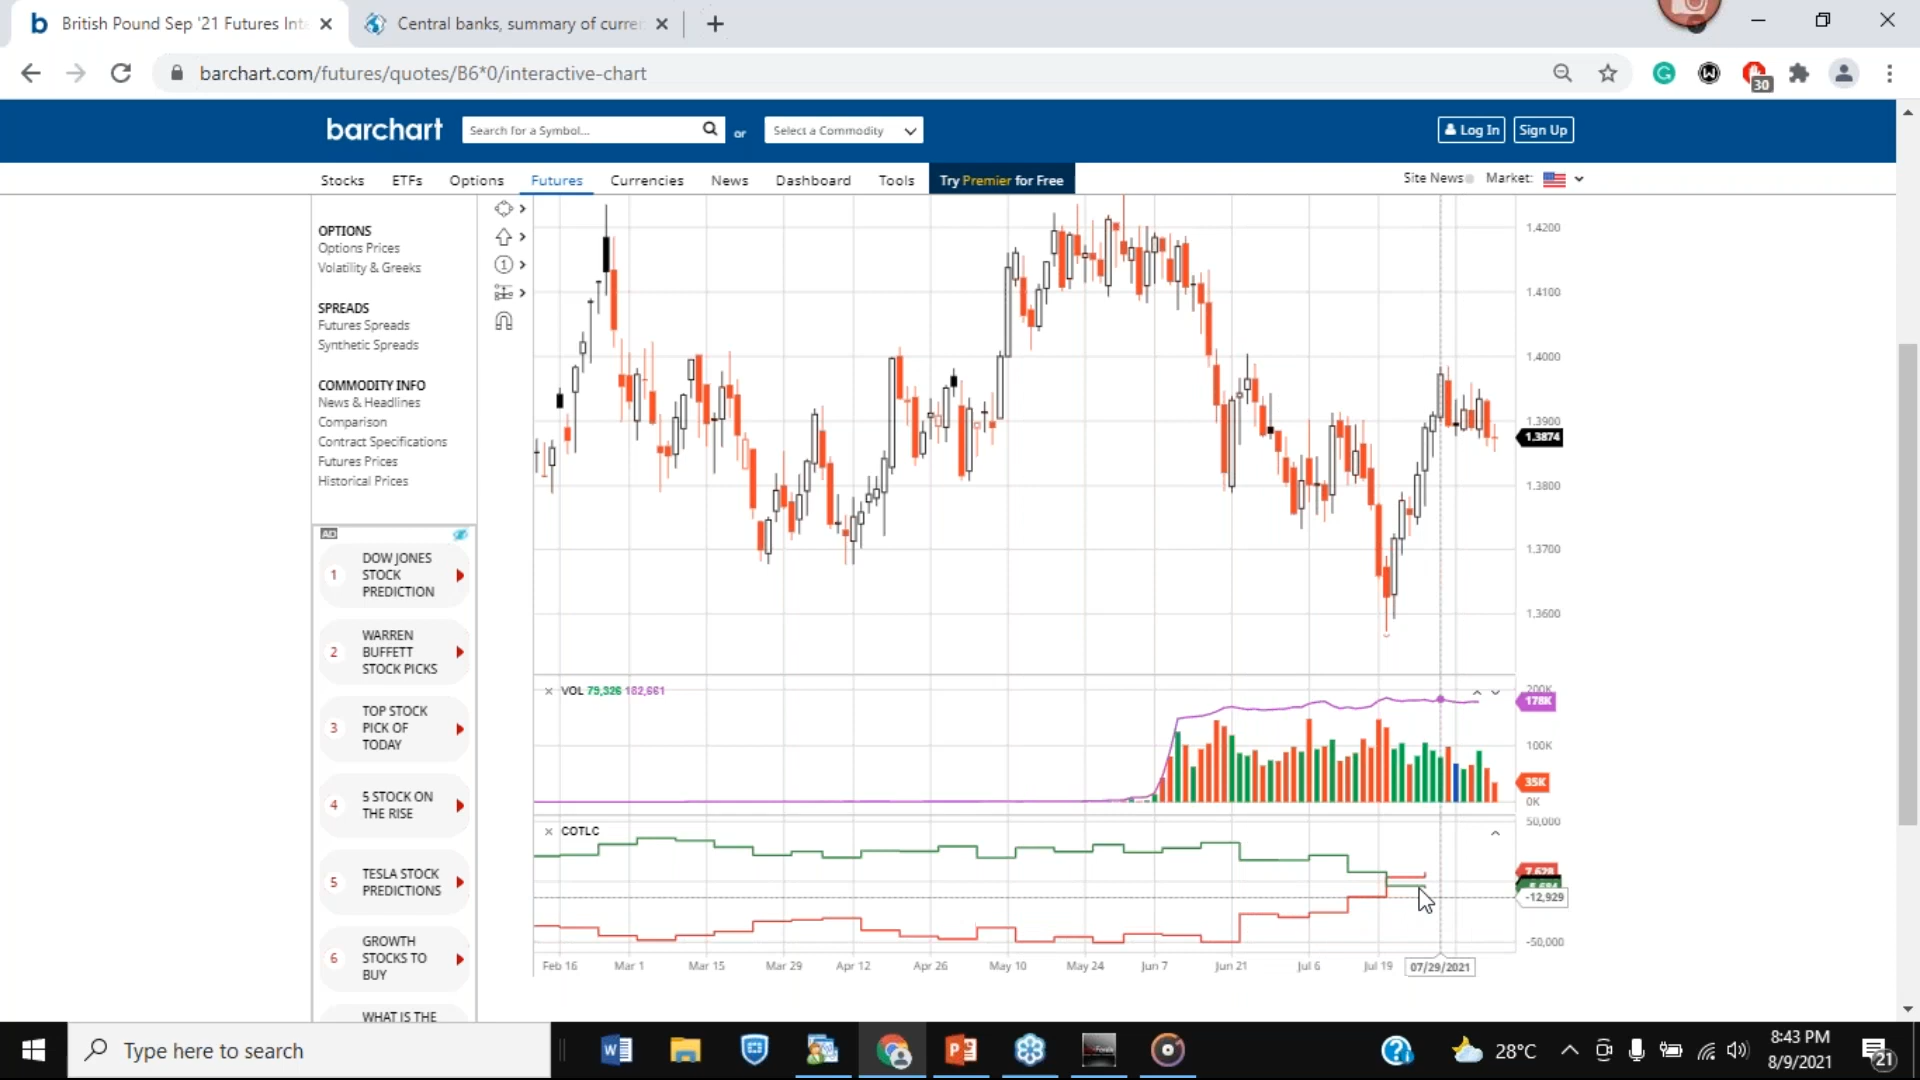 British Pound Sep '21 Futures Inte
Central banks, summary of curre
barchart.com/futures/quotes/B6*0/interactive-chart
30
barchart
Search for a Symbol...
or
Select a Commodity
Log In
Sign Up
Stocks
ETFs
Options
Futures
Currencies
News
Dashboard
Tools
Try Premier for Free
Site News
Market:
OPTIONS
Options Prices
Volatility & Greeks
SPREADS
Futures Spreads
Synthetic Spreads
COMMODITY INFO
News & Headlines
Comparison
Contract Specifications
Futures Prices
Historical Prices
AD
1
DOW JONES
STOCK
PREDICTION
2
WARREN
BUFFETT
STOCK PICKS
3
TOP STOCK
PICK OF
TODAY
4
5 STOCK ON
THE RISE
5
TESLA STOCK
PREDICTIONS
6
GROWTH
STOCKS TO
BUY
WHAT IS THE
1.4200
1.4100
1.4000
1.3900
1.3874
1.3800
1.3700
1.3600
VOL 79,326 182,661
200K
178K
100K
35K
0K
COTLC
50,000
7,628
-12,929
-50,000
Feb 16
Mar 1
Mar 15
Mar 29
Apr 12
Apr 26
May 10
May 24
Jun 7
Jun 21
Jul 6
Jul 19
07/29/2021
Type here to search
28°C
8:43 PM
8/9/2021
21